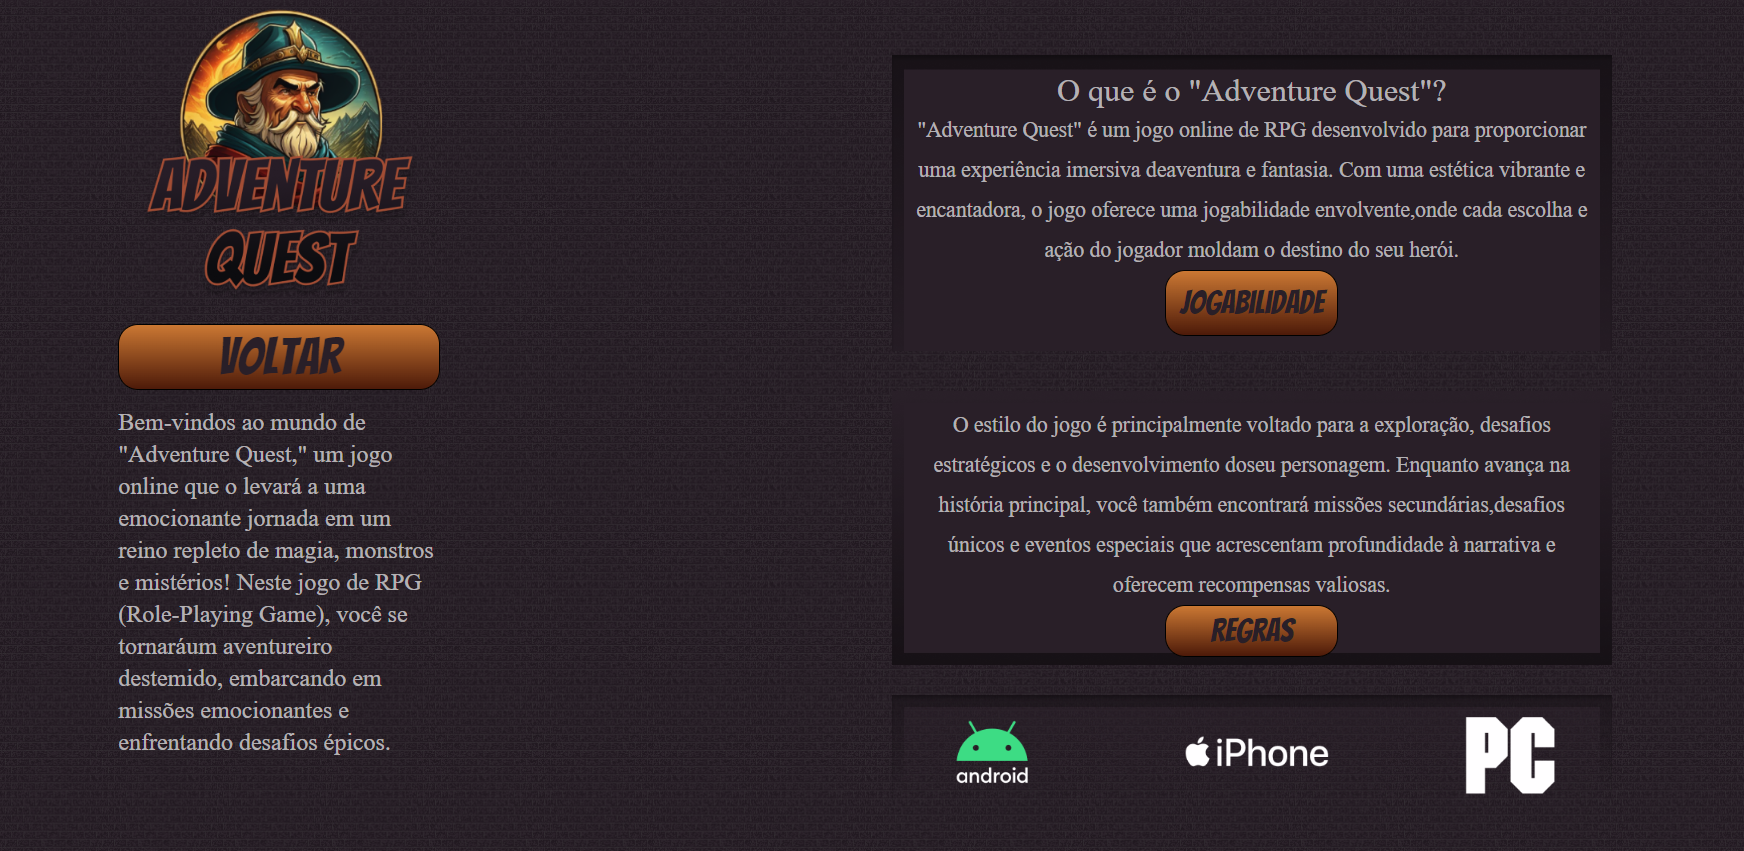 ADVENTURE
QUEST
VOLTAR
Bem-vindos ao mundo de
"Adventure Quest," um jogo
online que o levará a uma
emocionante jornada em um
reino repleto de magia, monstros
e mistérios! Neste jogo de RPG
(Role-Playing Game), você se
tornaráum aventureiro
destemido, embarcando em
missões emocionantes e
enfrentando desafios épicos.
O que é o "Adventure Quest"?
"Adventure Quest" é um jogo online de RPG desenvolvido para proporcionar
uma experiência imersiva deaventura e fantasia. Com uma estética vibrante e
encantadora, o jogo oferece uma jogabilidade envolvente,onde cada escolha e
ação do jogador moldam o destino do seu herói.
JOGABILIDADE
O estilo do jogo é principalmente voltado para a exploração, desafios
estratégicos e o desenvolvimento doseu personagem. Enquanto avança na
história principal, você também encontrará missões secundárias,desafios
únicos e eventos especiais que acrescentam profundidade à narrativa e
oferecem recompensas valiosas.
REGRAS
android
iPhone
PC